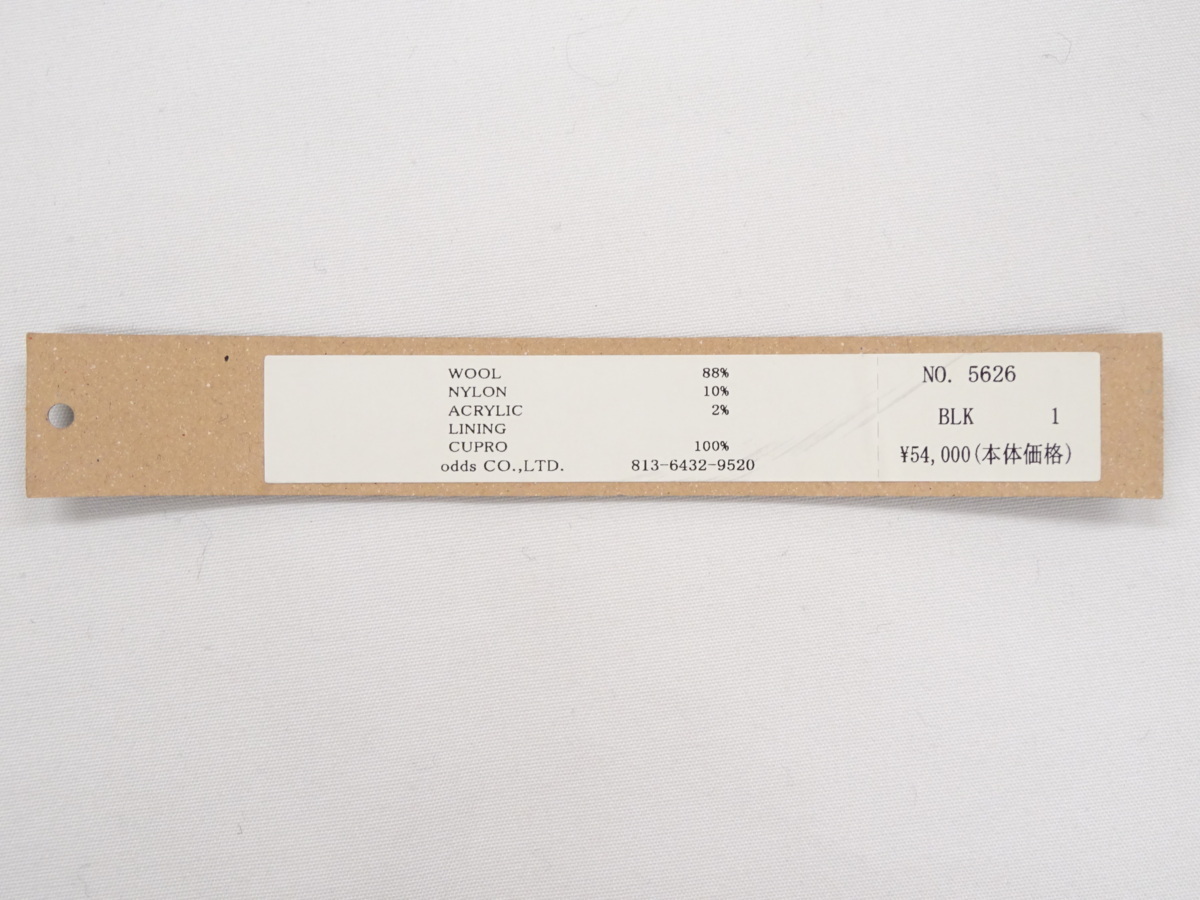 WOOL 88%
NYLON 10%
ACRYLIC 2%
LINING
CUPRO 100%
odds CO.,LTD. 813-6432-9520
NO. 5626
BLK 1
¥54,000(本体価格)